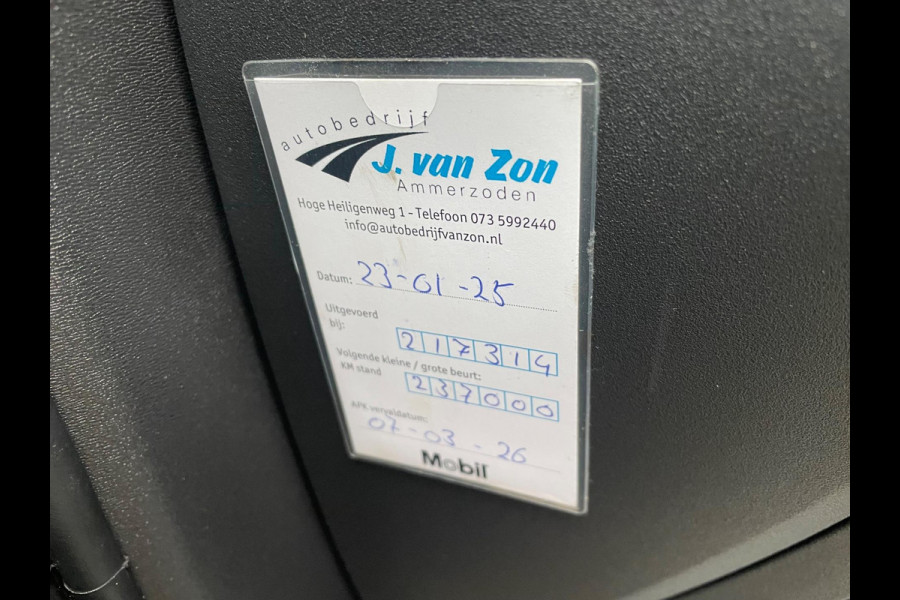 autobedrijf
J. van Zon
Ammerzoden
Hoge Heiligenweg 1 - Telefoon 073 5992440
info@autobedrijfvanzon.nl
Datum: 23-01-25
Uitgevoerd
bij: 217314
Volgende kleine / grote beurt:
KM stand 237000
APK vervaldatum:
07-03-26
Mobil